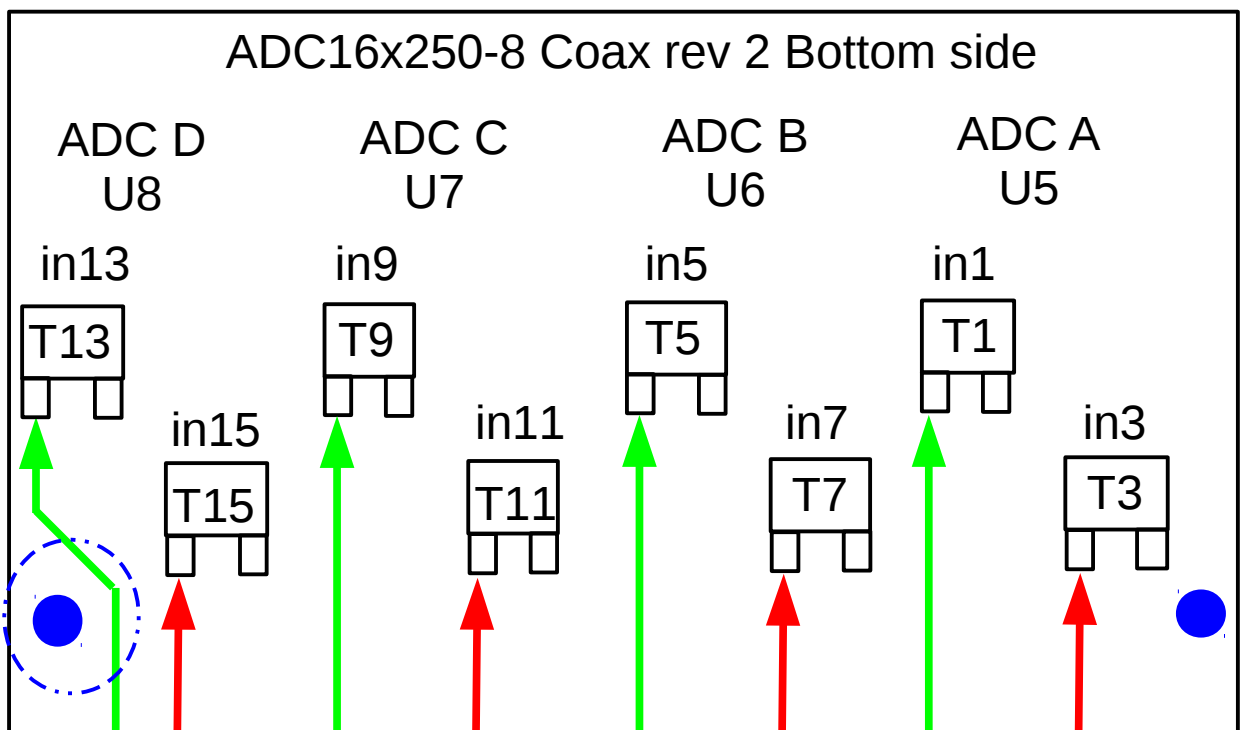 ADC16x250-8 Coax rev 2 Bottom side
ADC D
U8
ADC C
U7
ADC B
U6
ADC A
U5
in13
in9
in5
in1
T13
T9
T5
T1
in15
in11
in7
in3
T15
T11
T7
T3